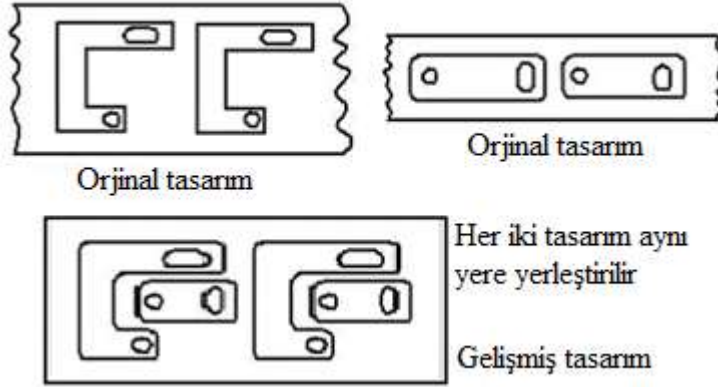 Orjinal tasarım
Orjinal tasarım
Her iki tasarım aynı
yere yerleştirilir
Gelişmiş tasarım